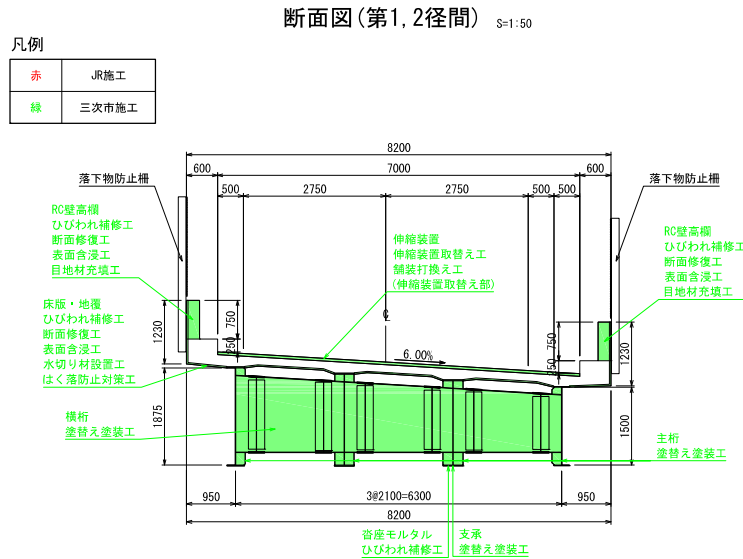 断面図(第1,2径間) S=1:50
凡例
赤 JR施工
緑 三次市施工
8200
600 7000 600
500 2750 2750 500 500
落下物防止柵
落下物防止柵
RC壁高欄
ひびわれ補修工
断面修復工
表面含浸工
目地材充填工
伸縮装置
伸縮装置取替え工
舗装打換え工
(伸縮装置取替え部)
RC壁高欄
ひびわれ補修工
断面修復工
表面含浸工
目地材充填工
床版・地覆
ひびわれ補修工
断面修復工
表面含浸工
水切り材設置工
はく落防止対策工
1230
750
250
CL
6.00%
750
250
1230
1875
1500
横桁
塗替え塗装工
主桁
塗替え塗装工
950 3@2100=6300 950
8200
沓座モルタル
ひびわれ補修工
支承
塗替え塗装工